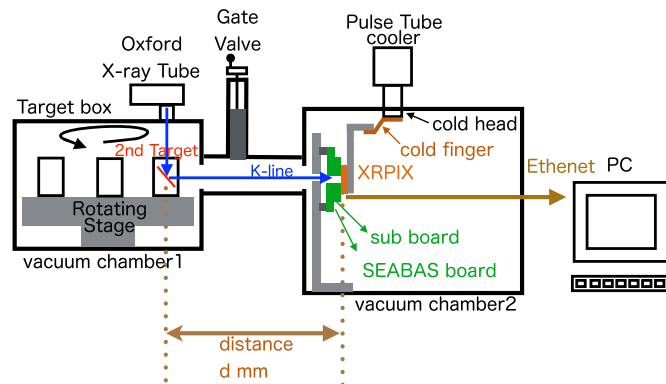 Oxford
X-ray Tube
Gate
Valve
Pulse Tube
cooler
Target box
2nd Target
Rotating
Stage
vacuum chamber1
K-line
cold head
cold finger
XRPIX
Ethenet
PC
sub board
SEABAS board
vacuum chamber2
distance
d mm